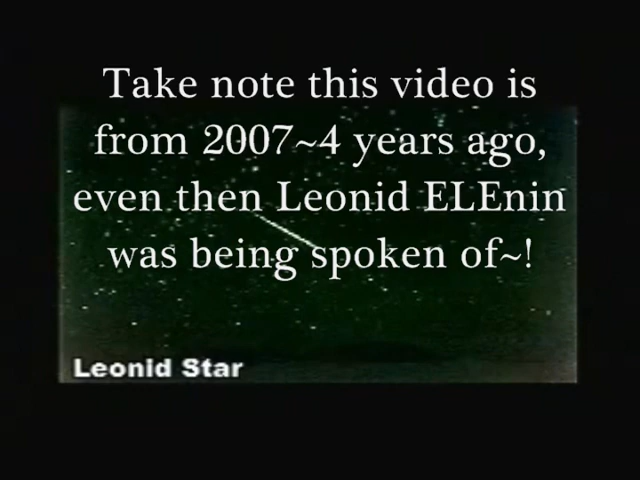 Take note this video is
from 2007~4 years ago,
even then Leonid ELEnin
was being spoken of~!
Leonid Star